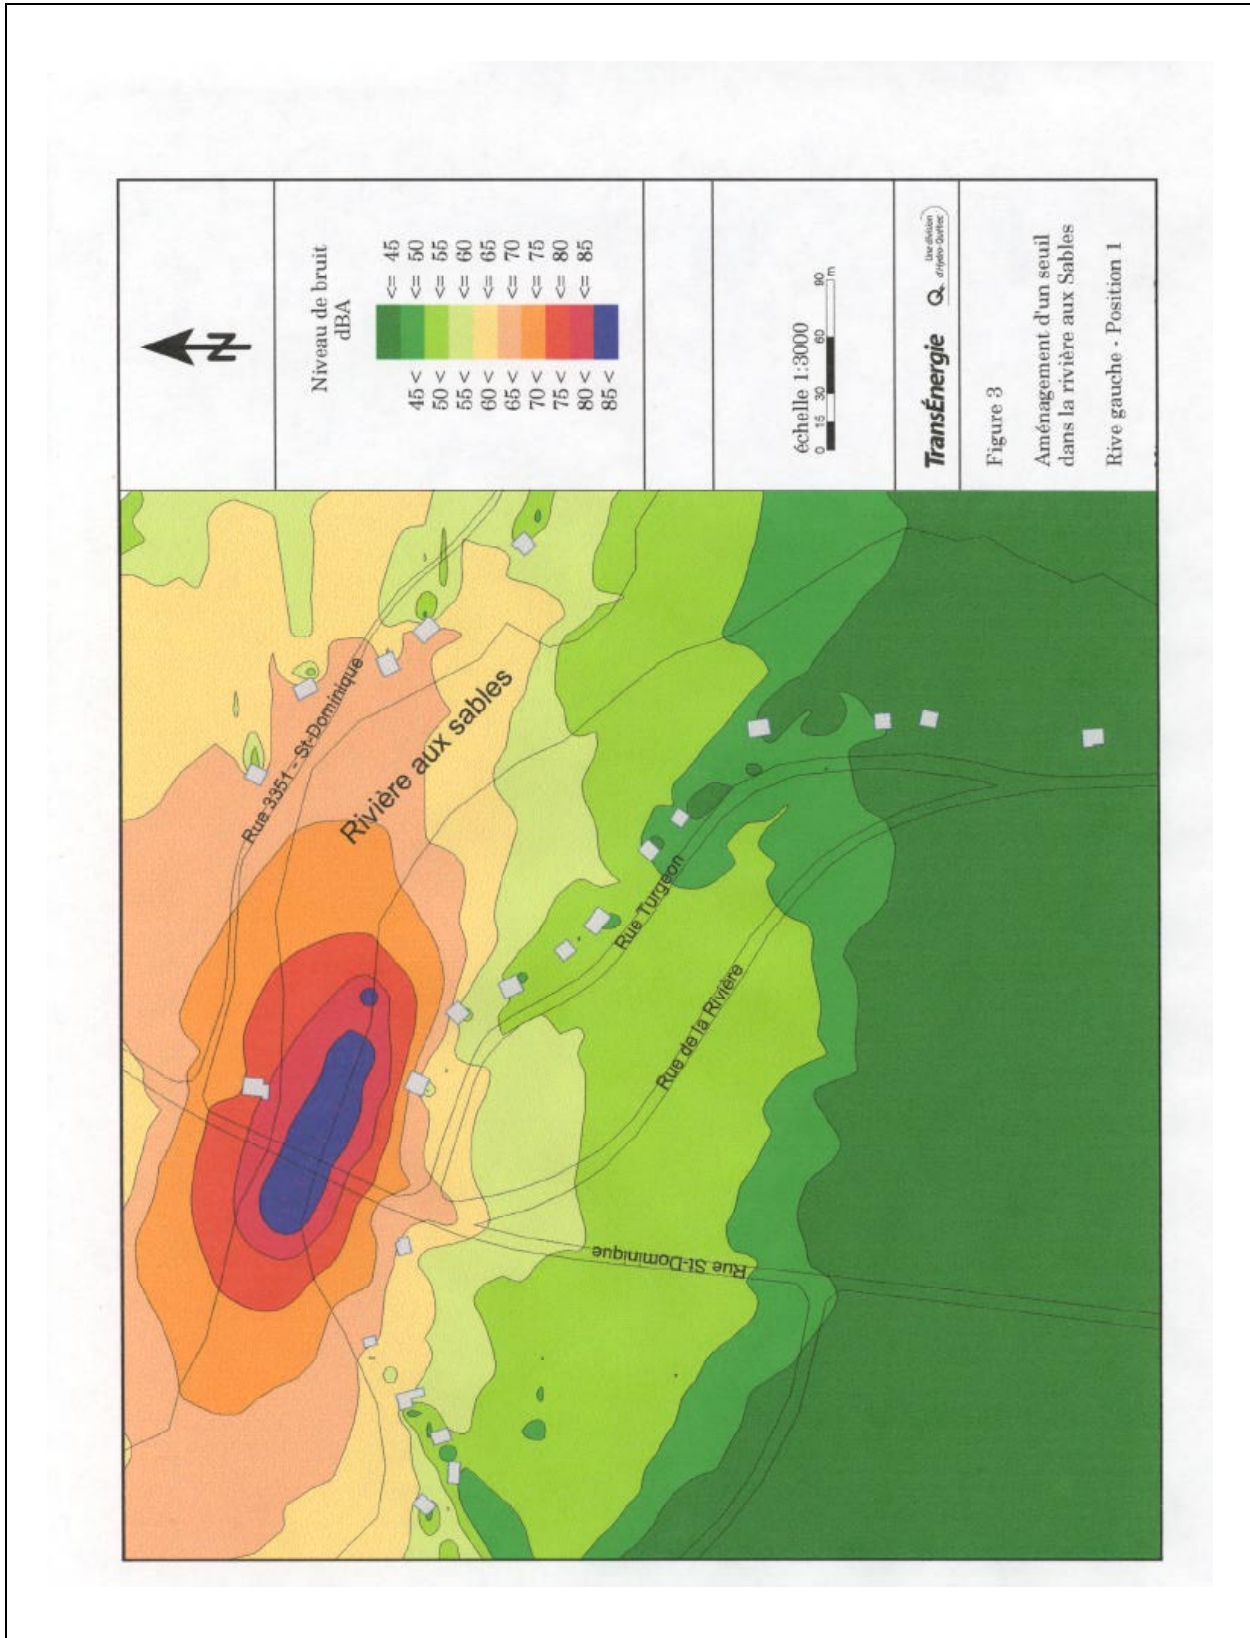 N
Niveau de bruit
dBA
<= 45
45 < <= 50
50 < <= 55
55 < <= 60
60 < <= 65
65 < <= 70
70 < <= 75
75 < <= 80
80 < <= 85
85 <
échelle 1:3000
0 15 30 60 90
m
TransÉnergie
Q
Une division
d'Hydro-Québec
Figure 3
Aménagement d'un seuil
dans la rivière aux Sables
Rive gauche - Position 1
Rue 3351 - St-Dominique
Rivière aux sables
Rue Turgeon
Rue de la Rivière
Rue St-Dominique